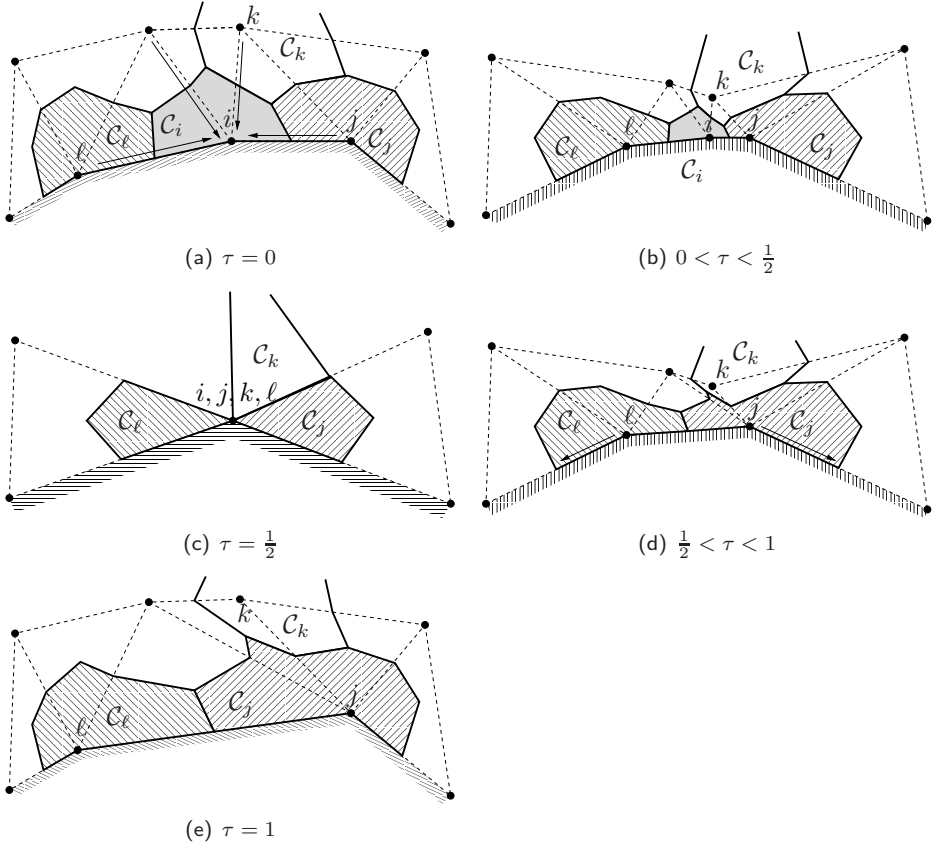 k
C_k
i
C_i
j
C_ℓ
C_j
ℓ
(a) τ = 0
C_k
k
ℓ
i
j
C_ℓ
C_j
C_i
(b) 0 < τ < 1/2
C_k
i, j, k, ℓ
C_ℓ
C_j
(c) τ = 1/2
C_k
k
ℓ
j
C_ℓ
C_j
(d) 1/2 < τ < 1
k
C_k
j
ℓ
C_ℓ
C_j
(e) τ = 1